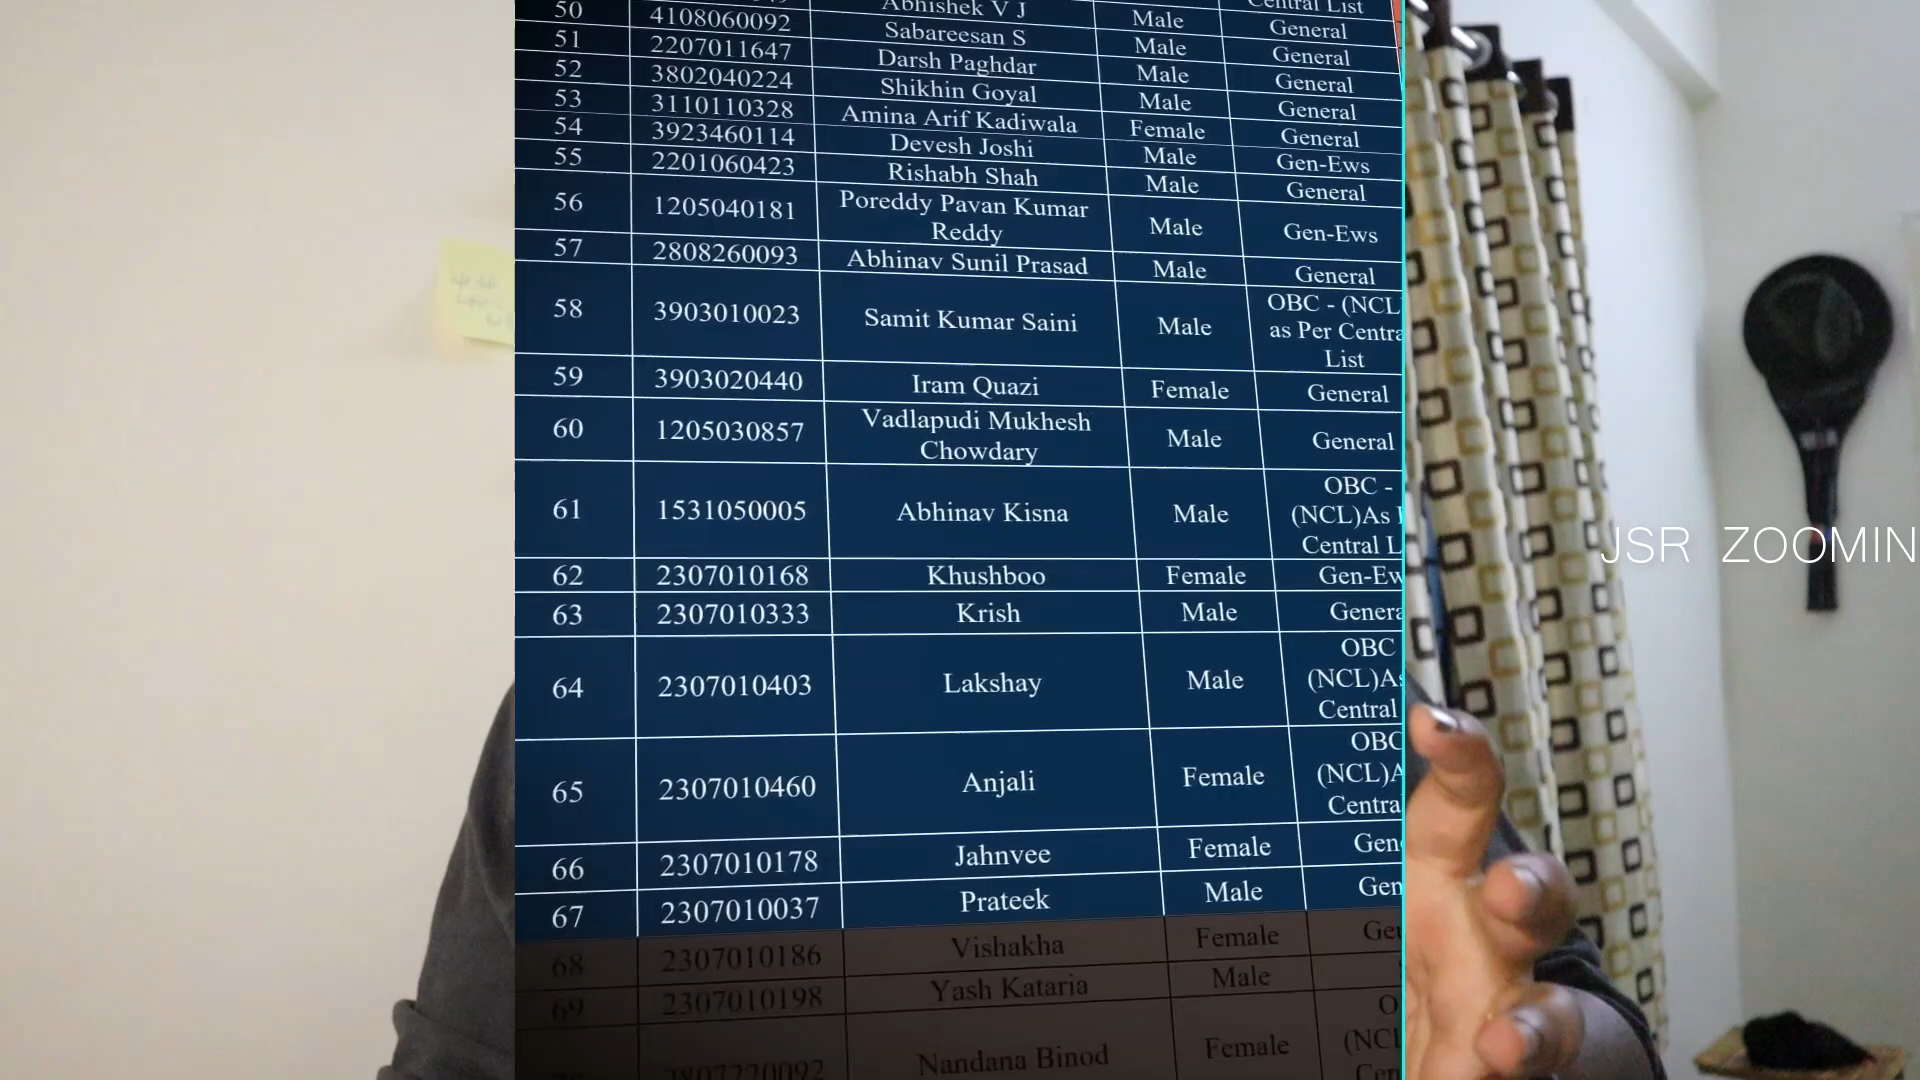 50 Abhishek V J Central List
51 4108060092 Sabareesan S Male General
52 2207011647 Darsh Paghdar Male General
53 3802040224 Shikhin Goyal Male General
54 3110110328 Amina Arif Kadiwala Male General
55 3923460114 Devesh Joshi Female General
2201060423 Rishabh Shah Male Gen-Ews
Male General
56 1205040181 Poreddy Pavan Kumar
Reddy Male Gen-Ews
57 2808260093 Abhinav Sunil Prasad Male General
58 3903010023 Samit Kumar Saini Male OBC - (NCL
as Per Centra
List
59 3903020440 Iram Quazi Female General
60 1205030857 Vadlapudi Mukhesh
Chowdary Male General
61 1531050005 Abhinav Kisna Male OBC -
(NCL)As
Central L
62 2307010168 Khushboo Female Gen-Ew
63 2307010333 Krish Male Genera
64 2307010403 Lakshay Male OBC
(NCL)As
Central
65 2307010460 Anjali Female OBC
(NCL)A
Centra
66 2307010178 Jahnvee Female Gen
67 2307010037 Prateek Male Gen
68 2307010186 Vishakha Female Ge
69 2307010198 Yash Kataria Male
Nandana Binod Female O
(NCL
Cen
JSR ZOOMIN